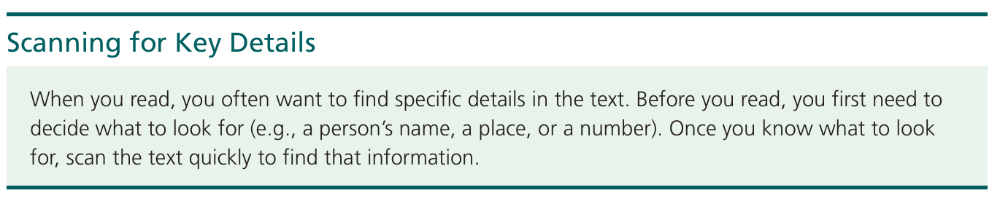 Scanning for Key Details
When you read, you often want to find specific details in the text. Before you read, you first need to
decide what to look for (e.g., a person’s name, a place, or a number). Once you know what to look
for, scan the text quickly to find that information.